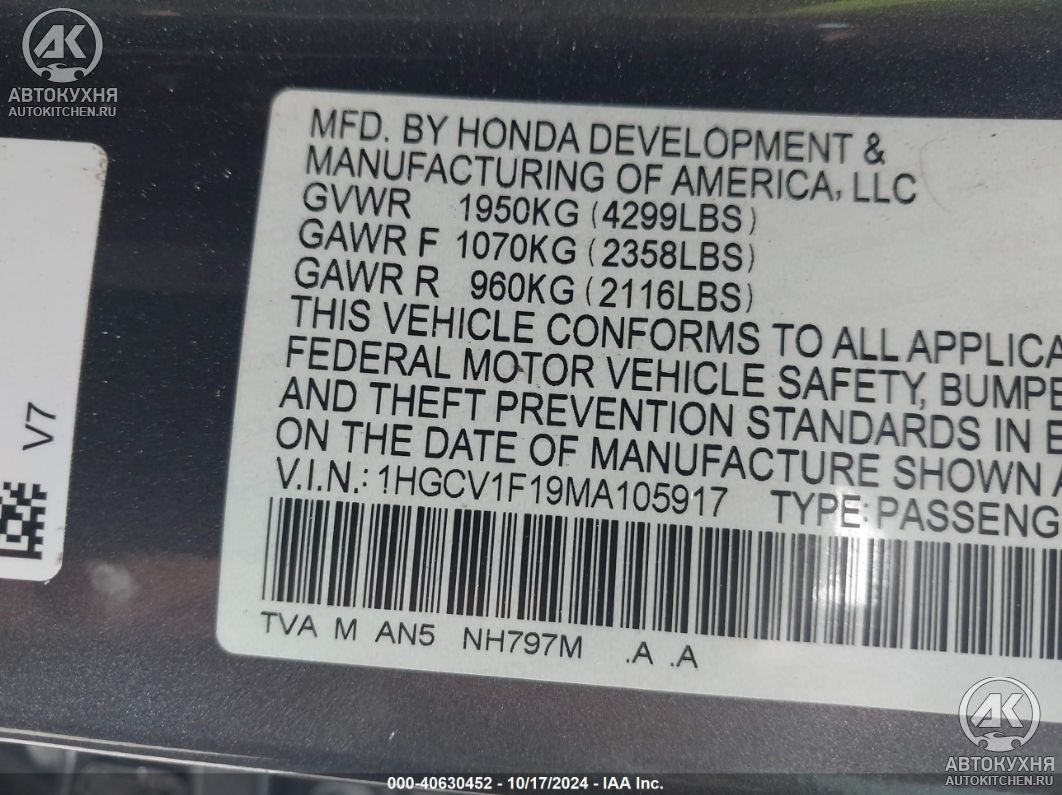 АК
АВТОКУХНЯ
AUTOKITCHEN.RU
MFD. BY HONDA DEVELOPMENT &
MANUFACTURING OF AMERICA, LLC
GVWR 1950KG (4299LBS)
GAWR F 1070KG (2358LBS)
GAWR R 960KG (2116LBS)
THIS VEHICLE CONFORMS TO ALL APPLICA
FEDERAL MOTOR VEHICLE SAFETY, BUMPE
AND THEFT PREVENTION STANDARDS IN E
ON THE DATE OF MANUFACTURE SHOWN A
V.I.N.: 1HGCV1F19MA105917 TYPE: PASSENG
TVA M AN5 NH797M .A .A
V7
АК
АВТОКУХНЯ
AUTOKITCHEN.RU
000-40630452 - 10/17/2024 - IAA Inc.